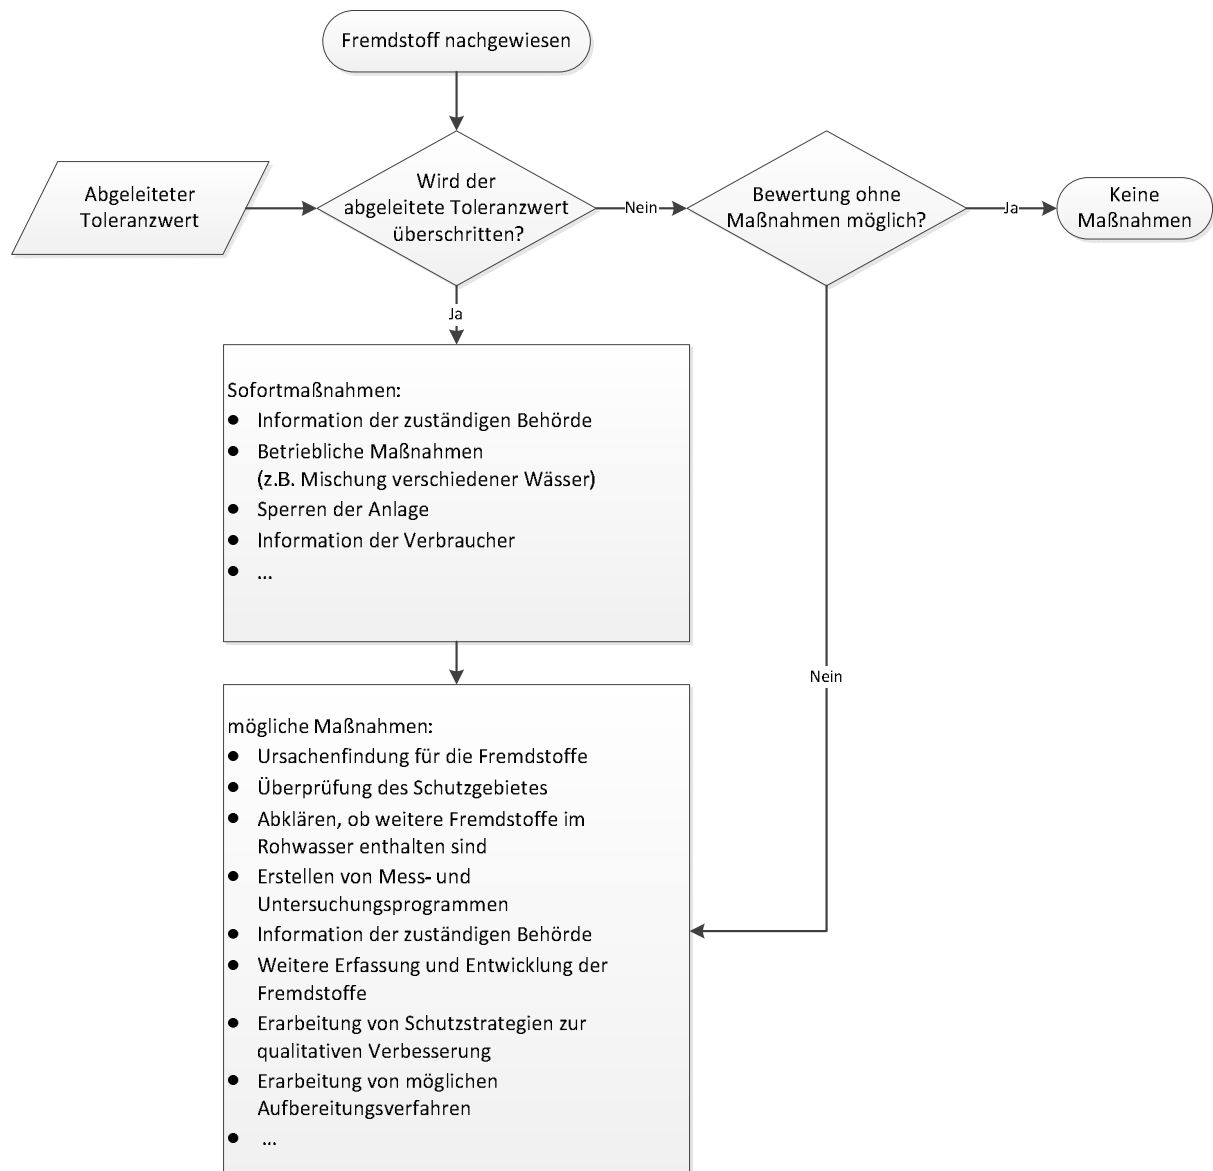 Fremdstoff nachgewiesen
Abgeleiteter
Toleranzwert
Wird der
abgeleitete Toleranzwert
überschritten?
Nein
Bewertung ohne
Maßnahmen möglich?
Ja
Keine
Maßnahmen
Ja
Sofortmaßnahmen:
● Information der zuständigen Behörde
● Betriebliche Maßnahmen
(z.B. Mischung verschiedener Wässer)
● Sperren der Anlage
● Information der Verbraucher
● ...
Nein
mögliche Maßnahmen:
● Ursachenfindung für die Fremdstoffe
● Überprüfung des Schutzgebietes
● Abklären, ob weitere Fremdstoffe im
Rohwasser enthalten sind
● Erstellen von Mess- und
Untersuchungsprogrammen
● Information der zuständigen Behörde
● Weitere Erfassung und Entwicklung der
Fremdstoffe
● Erarbeitung von Schutzstrategien zur
qualitativen Verbesserung
● Erarbeitung von möglichen
Aufbereitungsverfahren
● ...